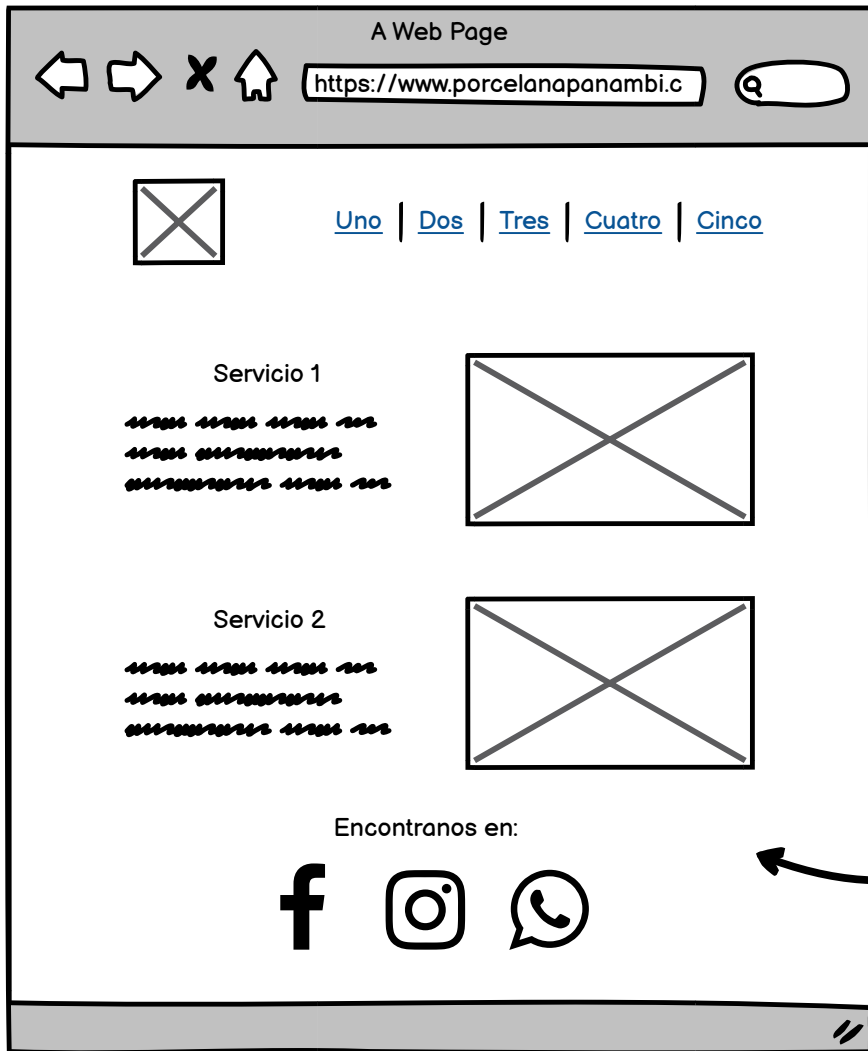 A Web Page
https://www.porcelanapanambi.c
Uno | Dos | Tres | Cuatro | Cinco
Servicio 1
Servicio 2
Encontranos en: